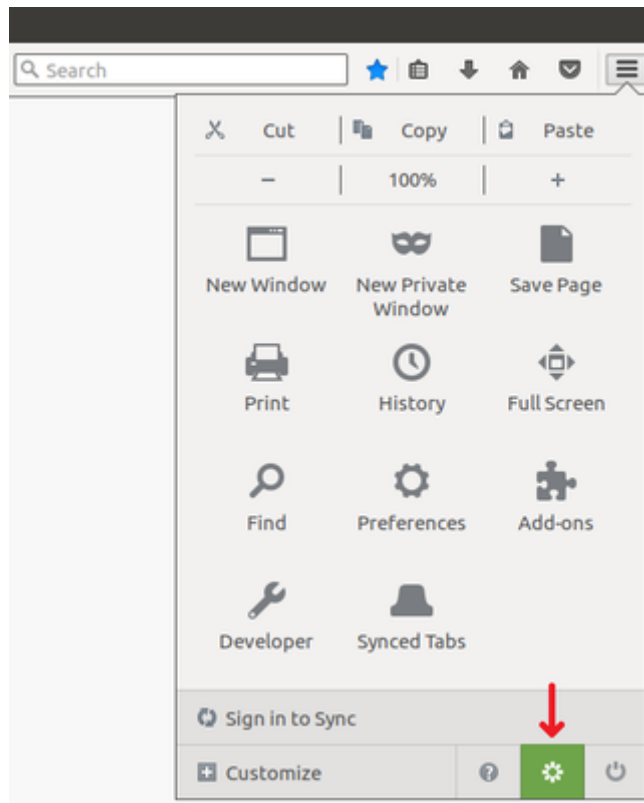 Search
Cut Copy Paste
− 100% +
New Window New Private Window Save Page
Print History Full Screen
Find Preferences Add-ons
Developer Synced Tabs
Sign in to Sync
Customize